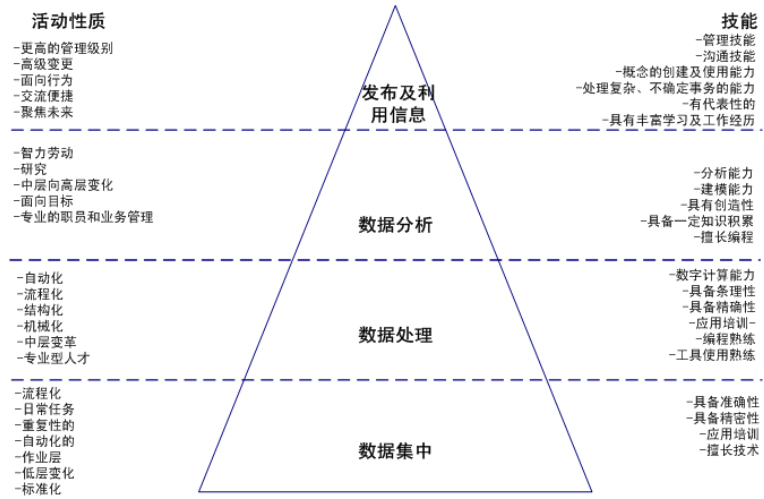 活动性质
-更高的管理级别
-高级变更
-面向行为
-交流便捷
-聚焦未来
发布及利
用信息
技能
-管理技能
-沟通技能
-概念的创建及使用能力
-处理复杂、不确定事务的能力
-有代表性的
-具有丰富学习及工作经历
-智力劳动
-研究
-中层向高层变化
-面向目标
-专业的职员和业务管理
数据分析
-分析能力
-建模能力
-具有创造性
-具备一定知识积累
-擅长编程
-自动化
-流程化
-结构化
-机械化
-中层变革
-专业型人才
数据处理
-数字计算能力
-具备条理性
-具备精确性
-应用培训-
-编程熟练
-工具使用熟练
-流程化
-日常任务
-重复性的
-自动化的
-作业层
-低层变化
-标准化
数据集中
-具备准确性
-具备精密性
-应用培训
-擅长技术